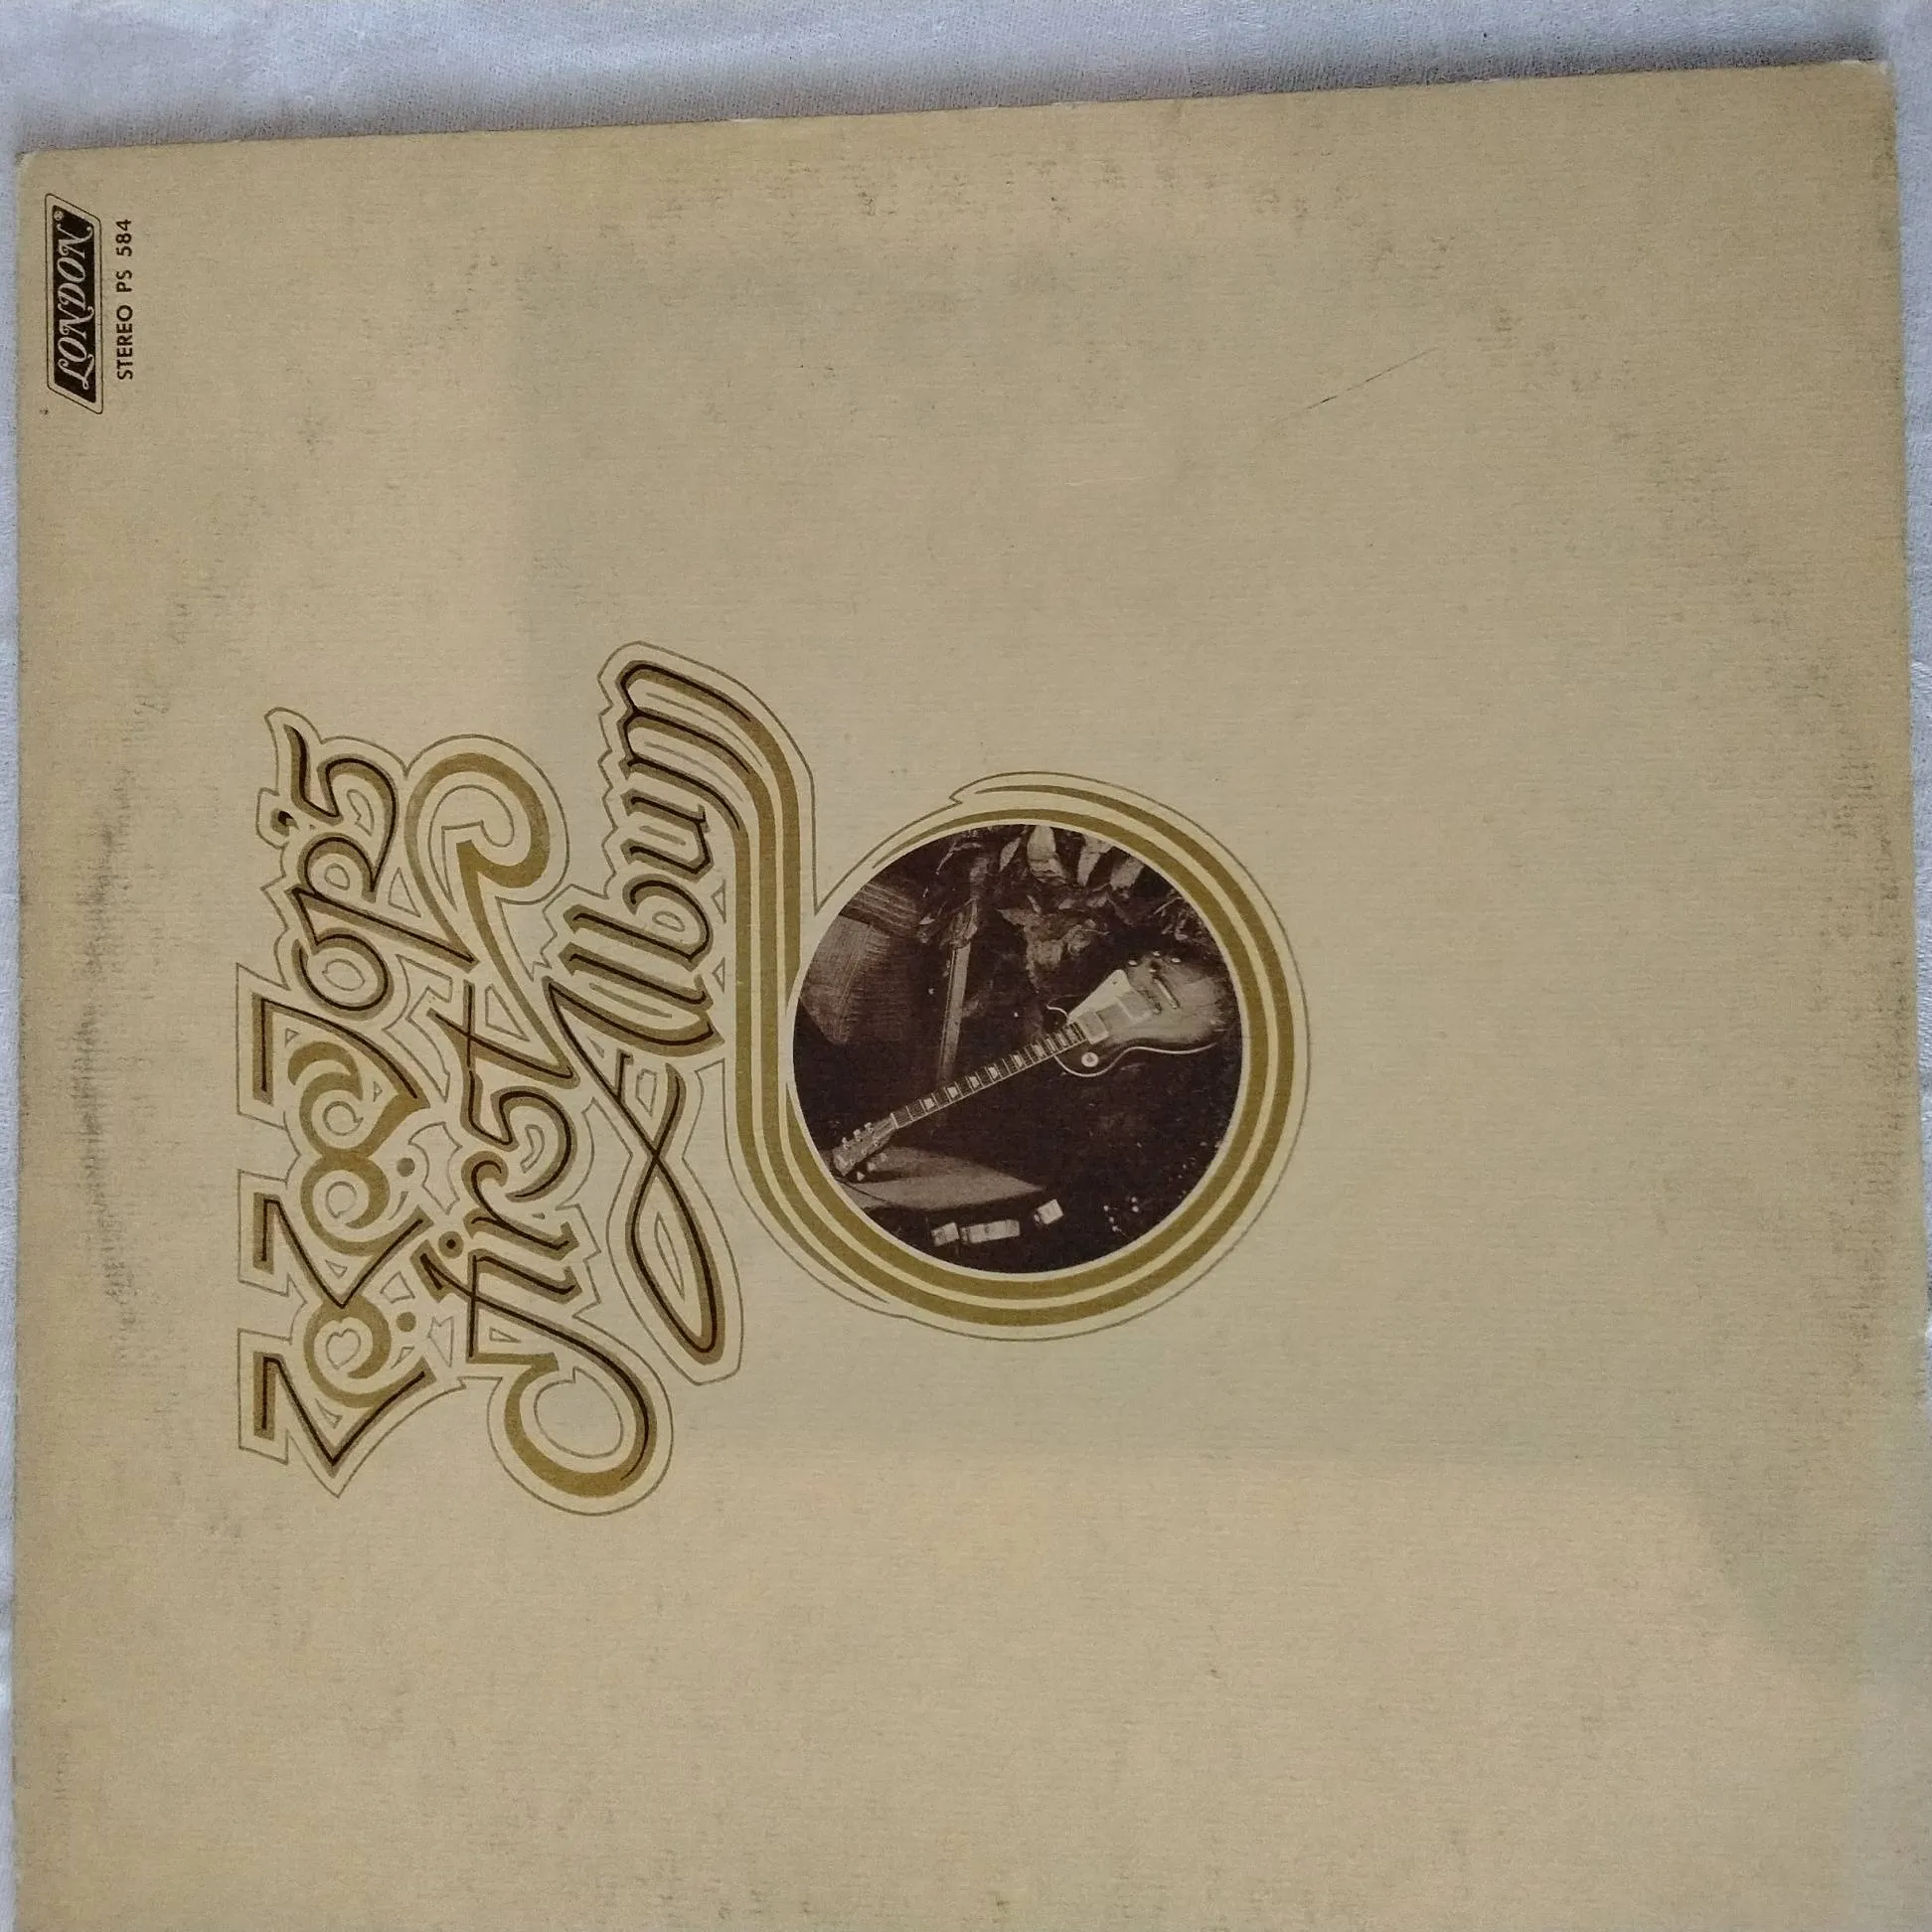 LONDON®
STEREO PS 584
ZZ Top's
First
Album